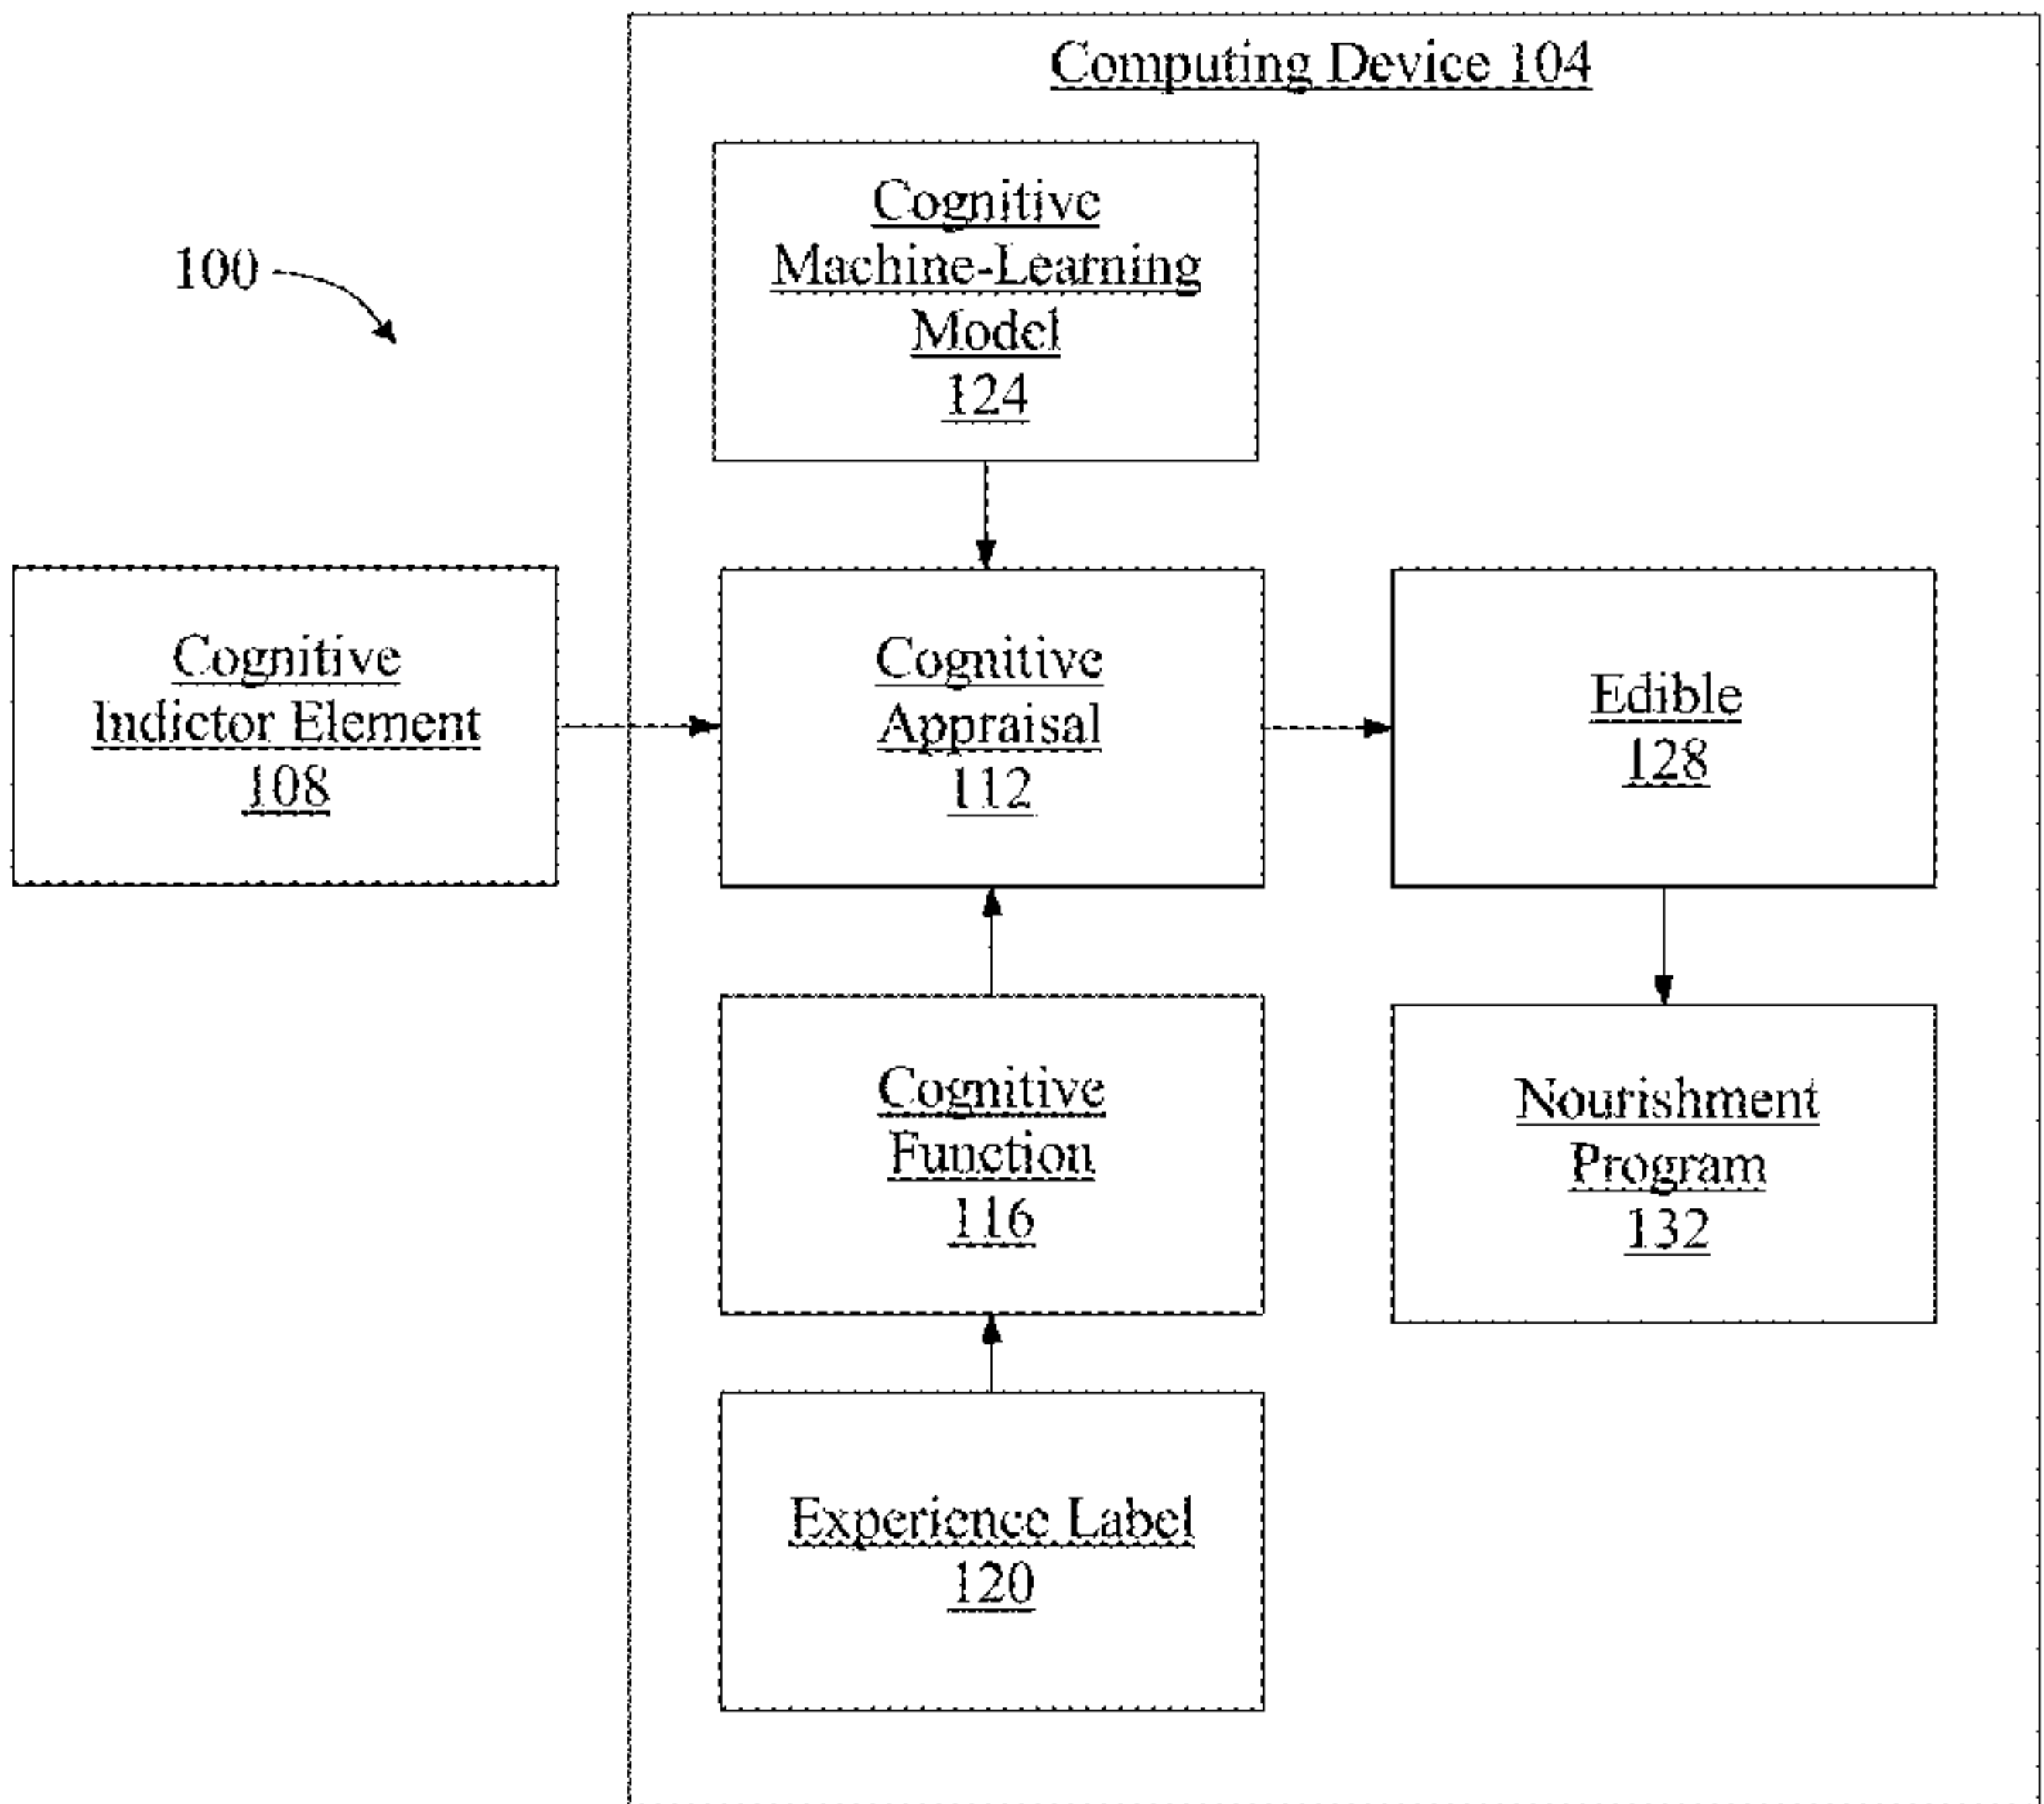 Computing Device 104
Cognitive
Machine-Learning
Model
124
100
Cognitive
Indictor Element
108
Cognitive
Appraisal
112
Edible
128
Cognitive
Function
116
Nourishment
Program
132
Experience Label
120